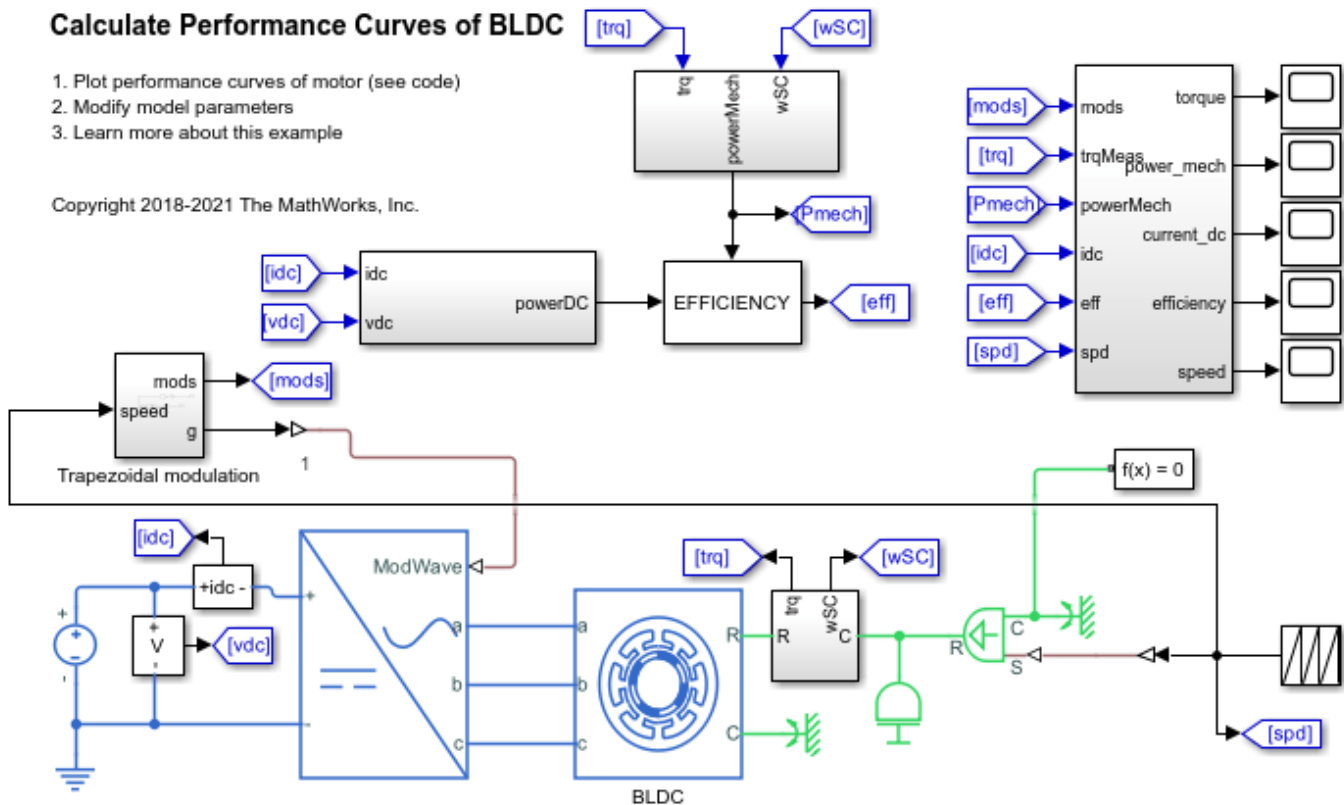 Calculate Performance Curves of BLDC
1. Plot performance curves of motor (see code)
2. Modify model parameters
3. Learn more about this example
Copyright 2018-2021 The MathWorks, Inc.
[trq]
[wSC]
trq
powerMech
wSC
[Pmech]
[idc]
[vdc]
idc
vdc
powerDC
EFFICIENCY
[eff]
[mods]
[trq]
[Pmech]
[idc]
[eff]
[spd]
mods
trqMeas
powerMech
idc
eff
spd
torque
power_mech
current_dc
efficiency
speed
speed
mods
g
[mods]
1
Trapezoidal modulation
f(x) = 0
[idc]
+idc -
+
-
+
V
-
[vdc]
ModWave
+
-
a
b
c
a
b
c
R
C
BLDC
[trq]
[wSC]
trq
wSC
R
C
R
C
S
[spd]